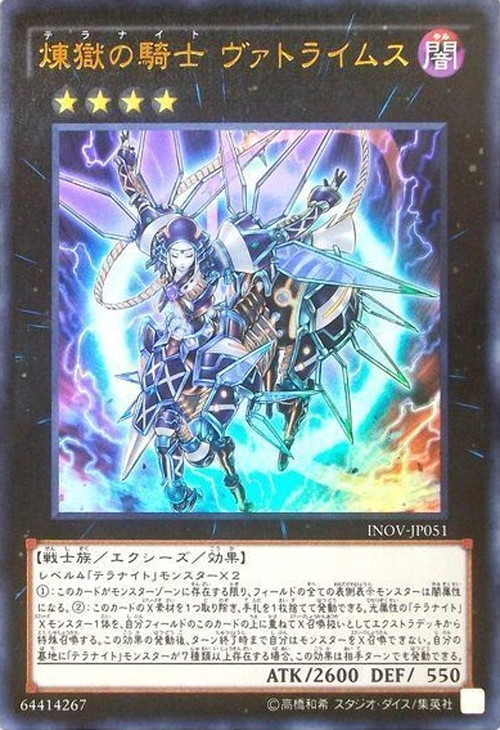 テラナイト
煉獄の騎士 ヴァトライムス
ヤミ
闇
INOV-JP051
【戦士族/エクシーズ/効果】
レベル4「テラナイト」モンスター×2
①:このカードがモンスターゾーンに存在する限り、フィールドの全ての表側表示モンスターは闇属性
になる。②:このカードのX素材を1つ取り除き、手札を1枚捨てて発動できる。光属性の「テラナイト」
Xモンスター1体を、自分フィールドのこのカードの上に重ねてX召喚扱いとしてエクストラデッキから
特殊召喚する。この効果の発動後、ターン終了時まで自分はモンスターをX召喚できない。自分の
墓地に「テラナイト」モンスターが7種類以上存在する場合、この効果は相手ターンでも発動できる。
ATK/2600 DEF/ 550
64414267
©高橋和希 スタジオ・ダイス/集英社